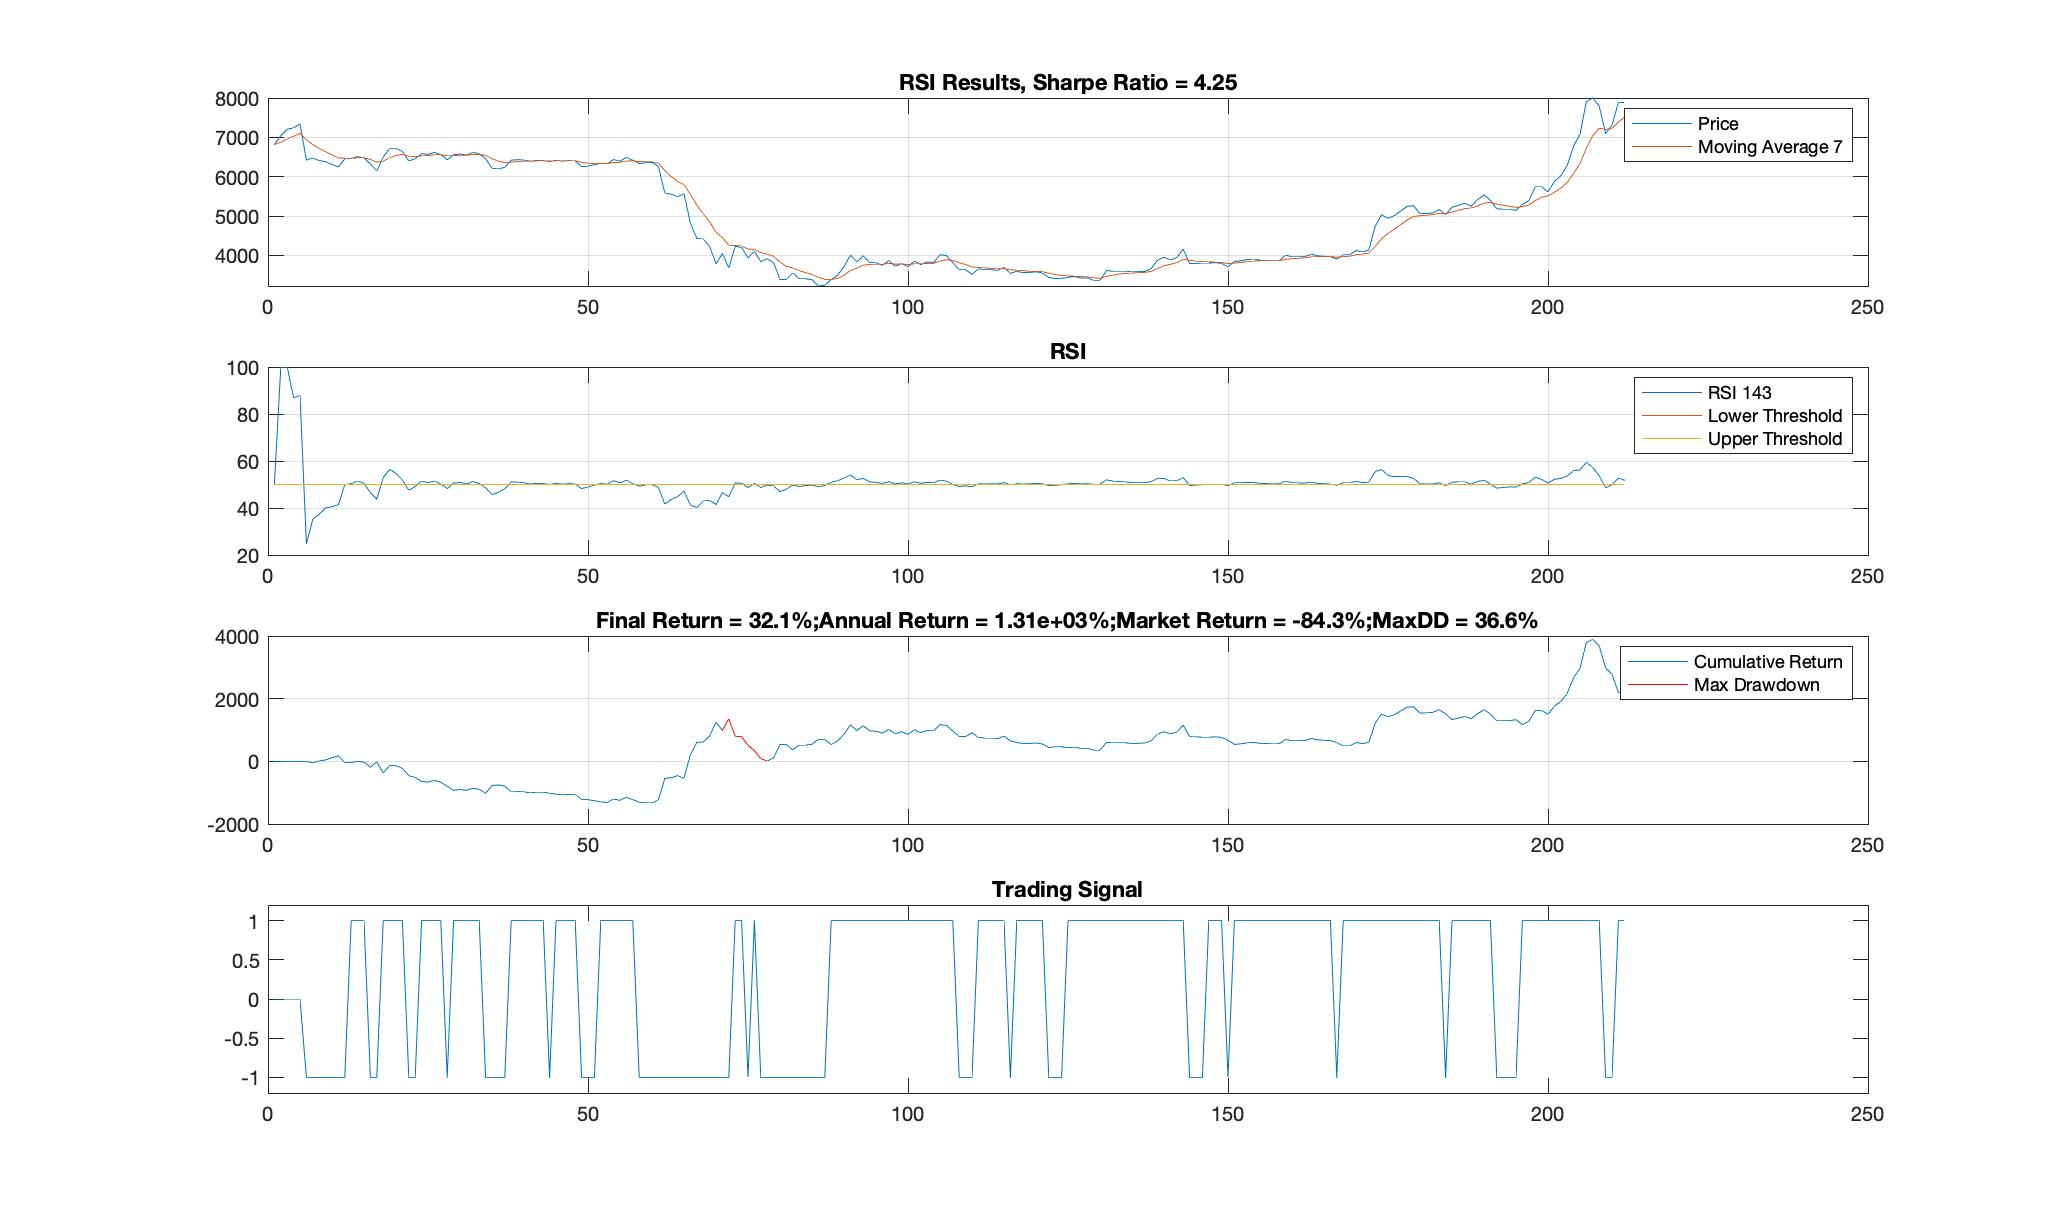 RSI Results, Sharpe Ratio = 4.25
8000
7000
6000
5000
4000
0 50 100 150 200 250
Price
Moving Average 7
RSI
100
80
60
40
20
0 50 100 150 200 250
RSI 143
Lower Threshold
Upper Threshold
Final Return = 32.1%;Annual Return = 1.31e+03%;Market Return = -84.3%;MaxDD = 36.6%
4000
2000
0
-2000
0 50 100 150 200 250
Cumulative Return
Max Drawdown
Trading Signal
1
0.5
0
-0.5
-1
0 50 100 150 200 250